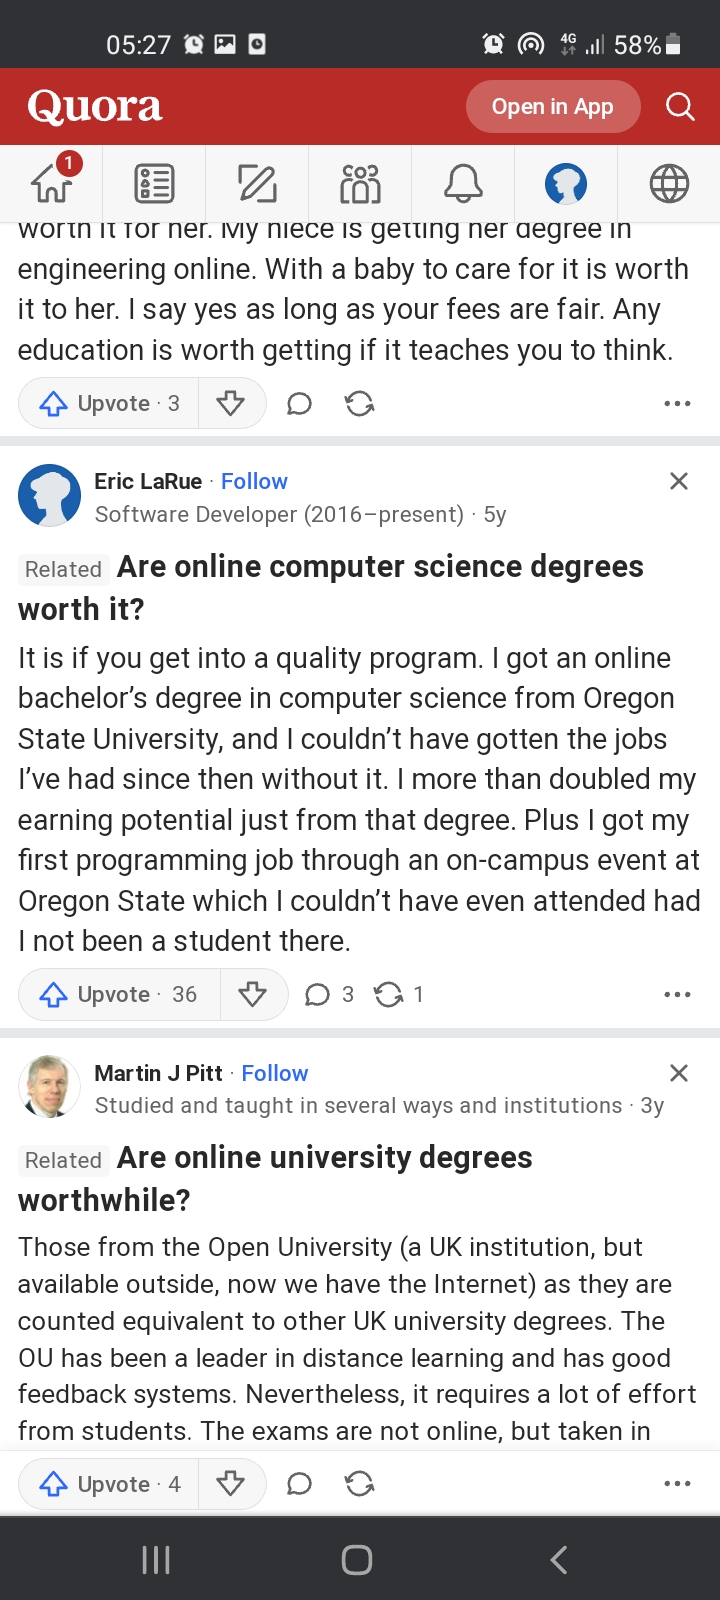 05:27 4G 58%
Quora Open in App
1
worth it for her. My niece is getting her degree in
engineering online. With a baby to care for it is worth
it to her. I say yes as long as your fees are fair. Any
education is worth getting if it teaches you to think.
Upvote · 3
Eric LaRue · Follow
Software Developer (2016–present) · 5y
Related Are online computer science degrees
worth it?
It is if you get into a quality program. I got an online
bachelor’s degree in computer science from Oregon
State University, and I couldn’t have gotten the jobs
I’ve had since then without it. I more than doubled my
earning potential just from that degree. Plus I got my
first programming job through an on-campus event at
Oregon State which I couldn’t have even attended had
I not been a student there.
Upvote · 36 3 1
Martin J Pitt · Follow
Studied and taught in several ways and institutions · 3y
Related Are online university degrees
worthwhile?
Those from the Open University (a UK institution, but
available outside, now we have the Internet) as they are
counted equivalent to other UK university degrees. The
OU has been a leader in distance learning and has good
feedback systems. Nevertheless, it requires a lot of effort
from students. The exams are not online, but taken in
Upvote · 4